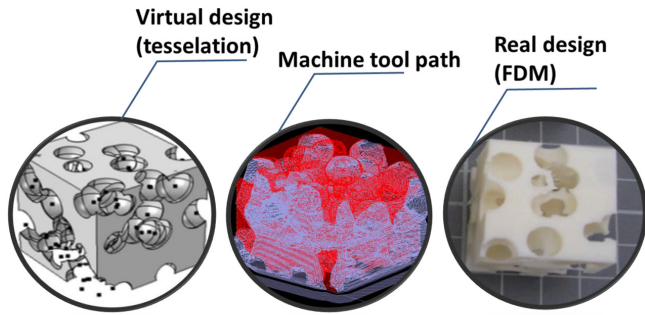 Virtual design
(tesselation)
Machine tool path
Real design
(FDM)